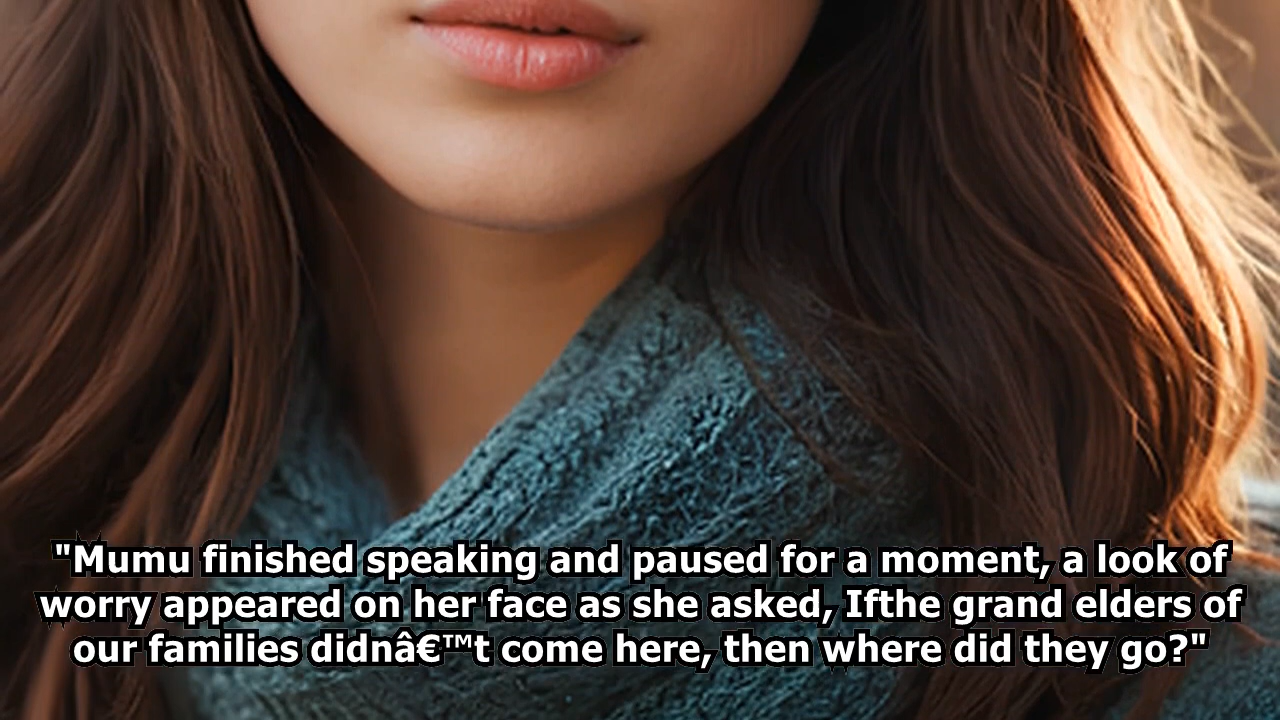 "Mumu finished speaking and paused for a moment, a look of
worry appeared on her face as she asked, Ifthe grand elders of
our families didnâ€™t come here, then where did they go?"